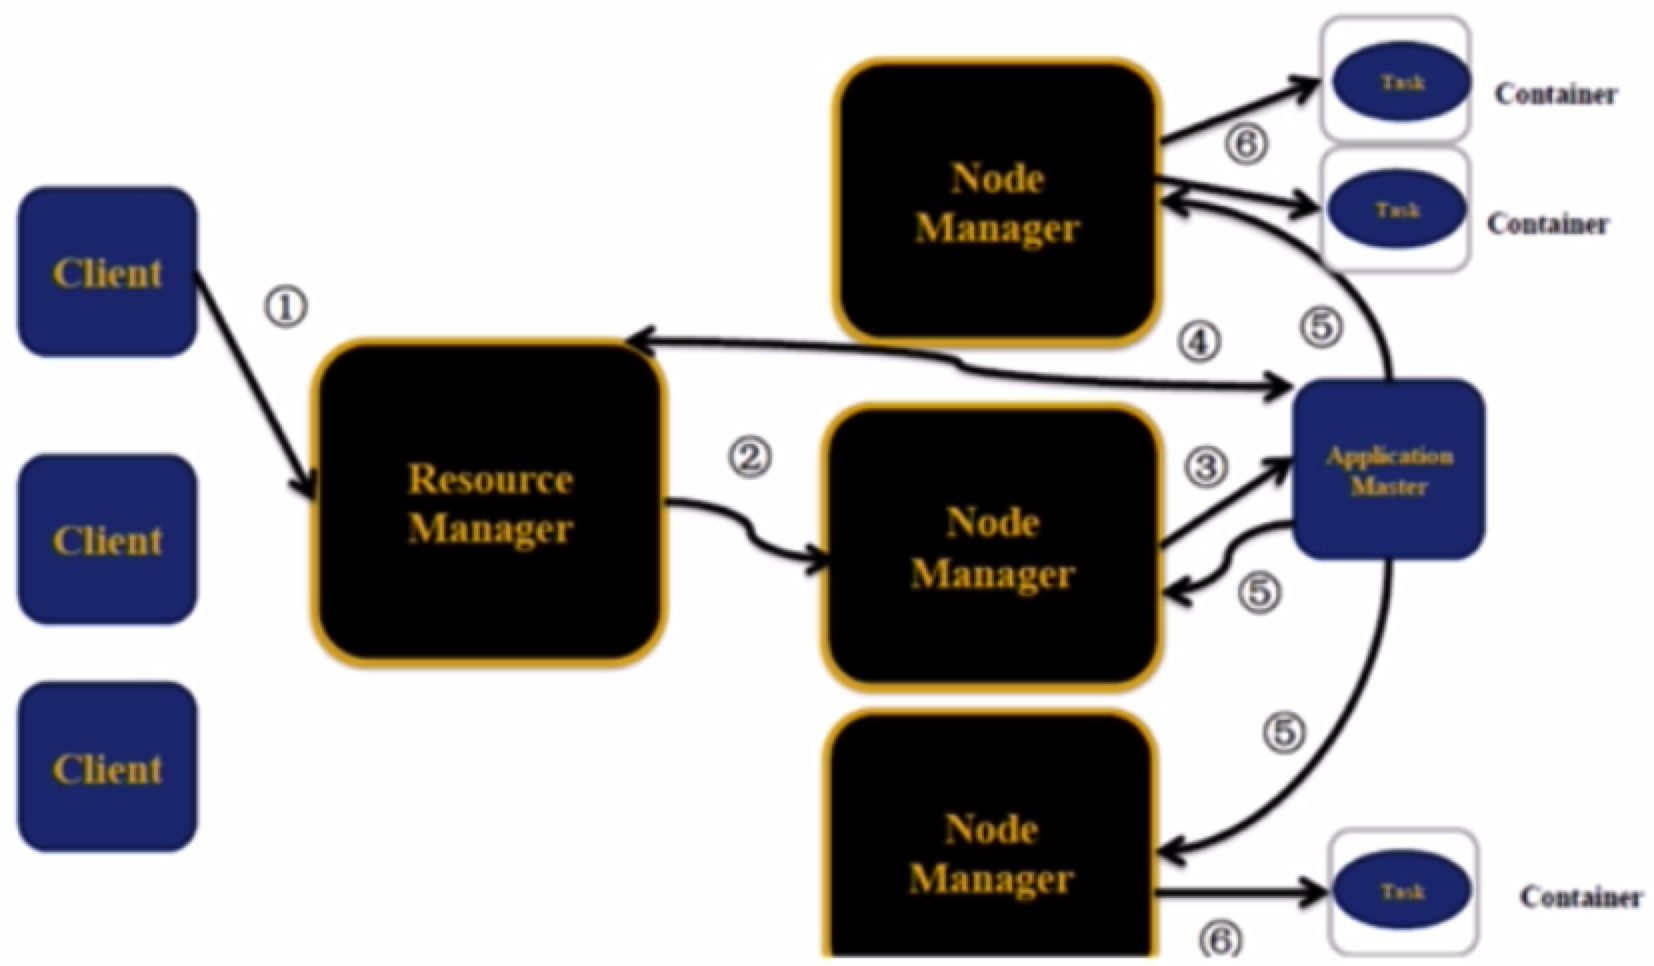 Client
Client
Client
①
Resource
Manager
②
Node
Manager
Node
Manager
Node
Manager
③
④
⑤
⑤
⑤
⑥
⑥
Application
Master
Task
Container
Task
Container
Task
Container